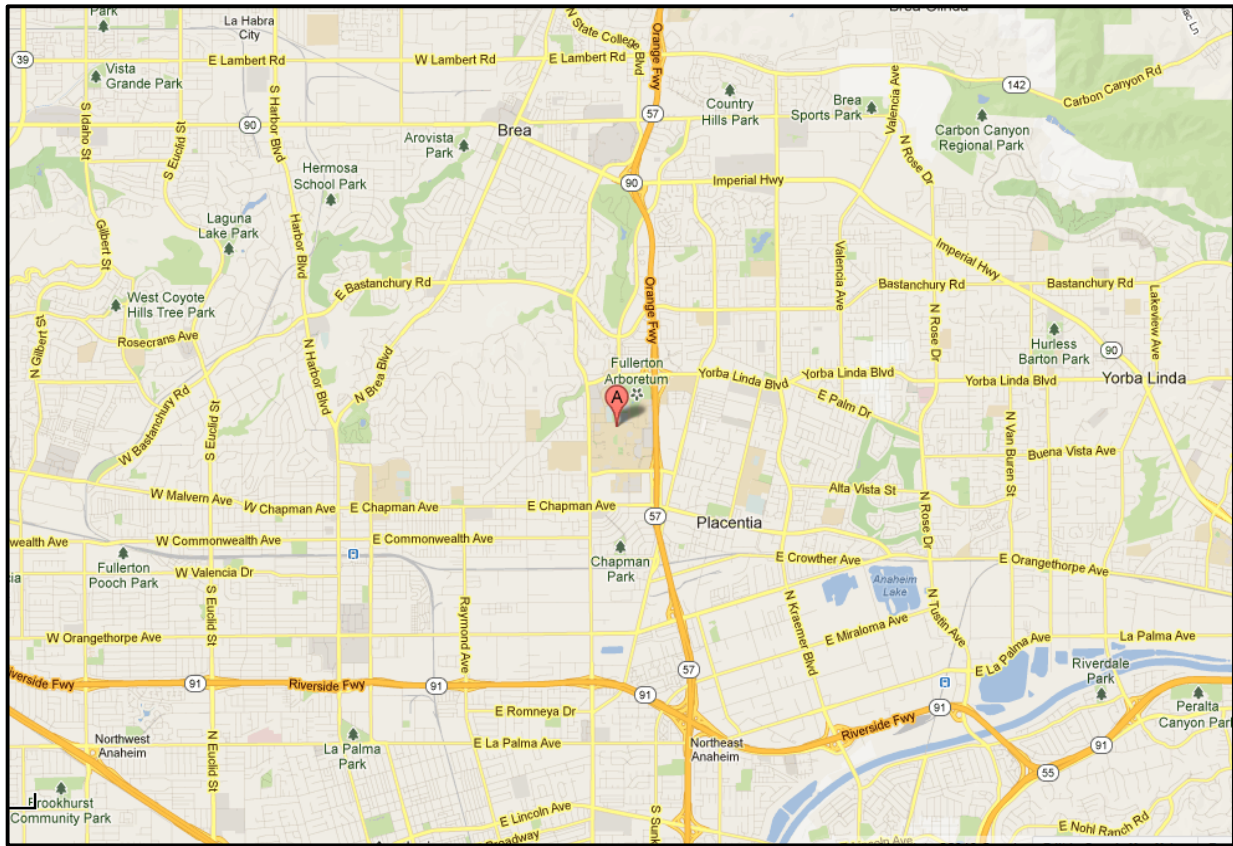 Park
La Habra
City
N State College Blvd
Orange Fwy
39
E Lambert Rd
W Lambert Rd
E Lambert Rd
142
Carbon Canyon Rd
Vista
Grande Park
S Idaho St
S Euclid St
S Harbor Blvd
90
Arovista
Park
Brea
57
Country
Hills Park
Brea
Sports Park
Valencia Ave
Carbon Canyon
Regional Park
Hermosa
School Park
90
Imperial Hwy
N Rose Dr
Laguna
Lake Park
Gilbert St
Harbor Blvd
Valencia Ave
Imperial Hwy
E Bastanchury Rd
Orange Fwy
Bastanchury Rd
Bastanchury Rd
Lakeview Ave
West Coyote
Hills Tree Park
Rosecrans Ave
N Gilbert St
N Harbor Blvd
N Brea Blvd
N Rose Dr
Hurless
Barton Park
90
Fullerton
Arboretum
Yorba Linda Blvd
Yorba Linda Blvd
Yorba Linda Blvd
Yorba Linda
A
E Palm Dr
W Bastanchury Rd
S Euclid St
N Van Buren St
Buena Vista Ave
W Malvern Ave
W Chapman Ave
E Chapman Ave
E Chapman Ave
Alta Vista St
57
Placentia
N Rose Dr
wealth Ave
W Commonwealth Ave
E Commonwealth Ave
Fullerton
Pooch Park
Chapman
Park
E Crowther Ave
E Orangethorpe Ave
W Valencia Dr
Anaheim
Lake
S Euclid St
Raymond Ave
N Kraemer Blvd
N Tustin Ave
W Orangethorpe Ave
E Miraloma Ave
E La Palma Ave
La Palma Ave
Riverdale
Park
57
iverside Fwy
91
Riverside Fwy
91
91
91
Peralta
Canyon Park
E Romneya Dr
Riverside Fwy
Northwest
Anaheim
N Euclid St
La Palma
Park
E La Palma Ave
Northeast
Anaheim
91
55
Brookhurst
Community Park
E Lincoln Ave
S Sunk
E Nohl Ranch Rd
Broadway